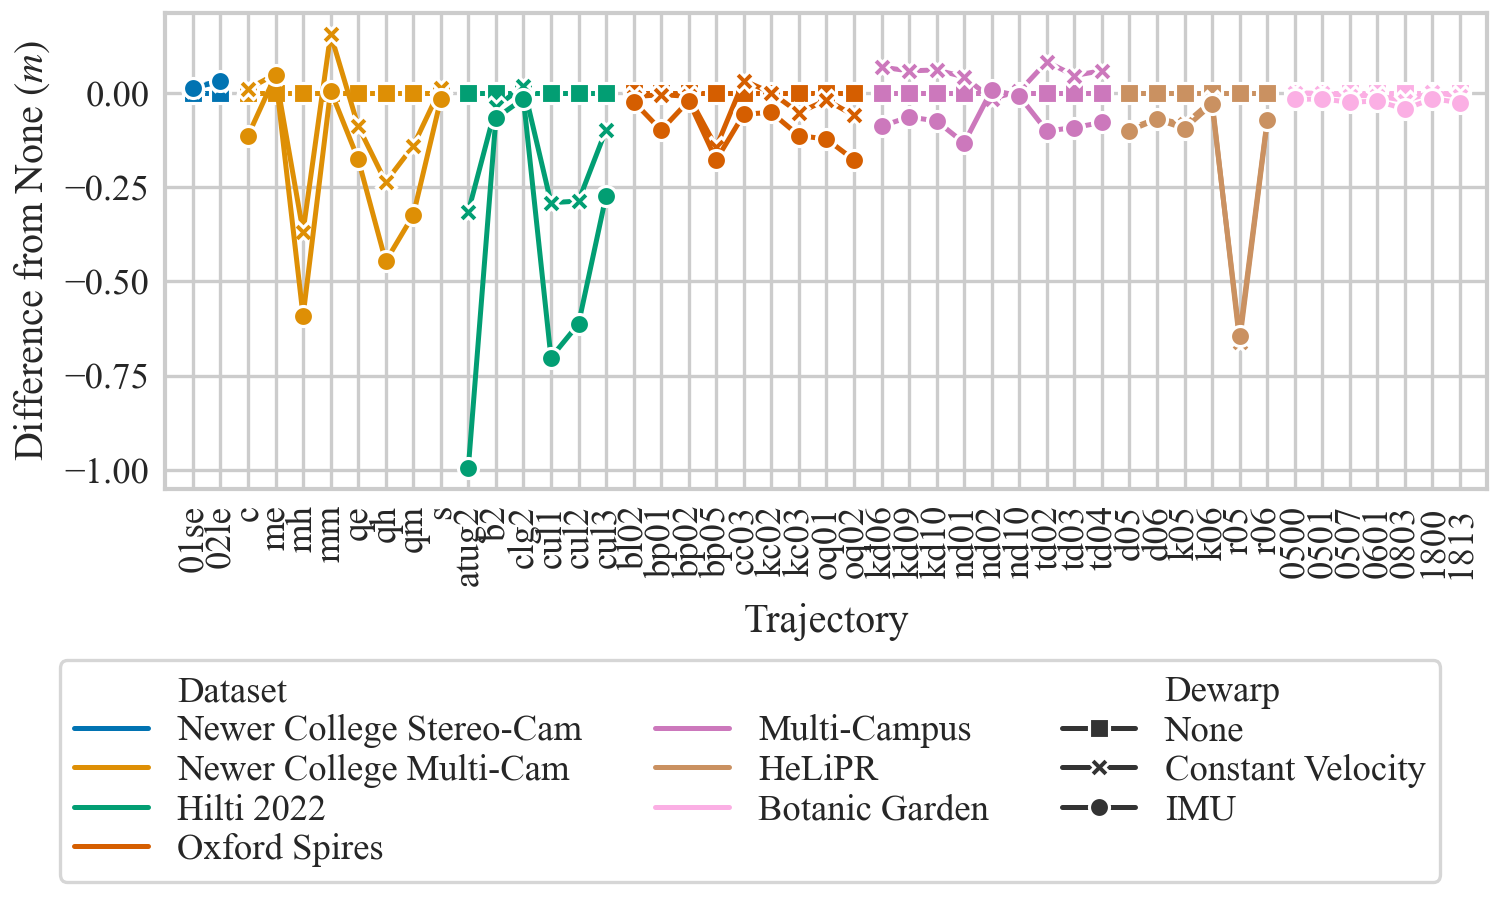 Difference from None (m)
0.00
−0.25
−0.50
−0.75
−1.00
01se
02le
c
me
mh
mm
qe
qh
qm
s
atug2
b2
clg2
cul1
cul2
cul3
bl02
bp01
bp02
bp05
cc03
kc02
kc03
oq01
oq02
kd06
kd09
kd10
nd01
nd02
nd10
td02
td03
td04
d05
d06
k05
k06
r05
r06
0500
0501
0507
0601
0803
1800
1813
Trajectory
Dataset
Newer College Stereo-Cam
Newer College Multi-Cam
Hilti 2022
Oxford Spires
Multi-Campus
HeLiPR
Botanic Garden
Dewarp
None
Constant Velocity
IMU